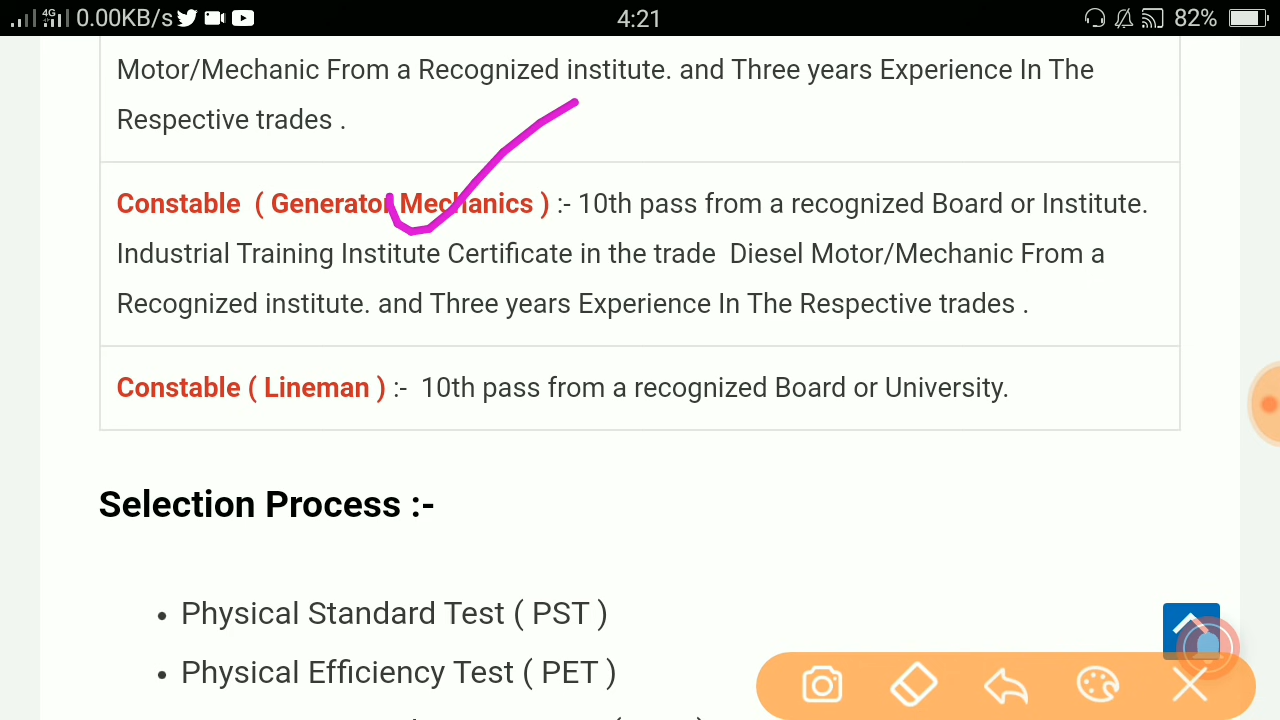 4G 0.00KB/s 4:21 82%
Motor/Mechanic From a Recognized institute. and Three years Experience In The
Respective trades .
Constable ( Generator Mechanics ) :- 10th pass from a recognized Board or Institute.
Industrial Training Institute Certificate in the trade Diesel Motor/Mechanic From a
Recognized institute. and Three years Experience In The Respective trades .
Constable ( Lineman ) :- 10th pass from a recognized Board or University.
Selection Process :-
• Physical Standard Test ( PST )
• Physical Efficiency Test ( PET )